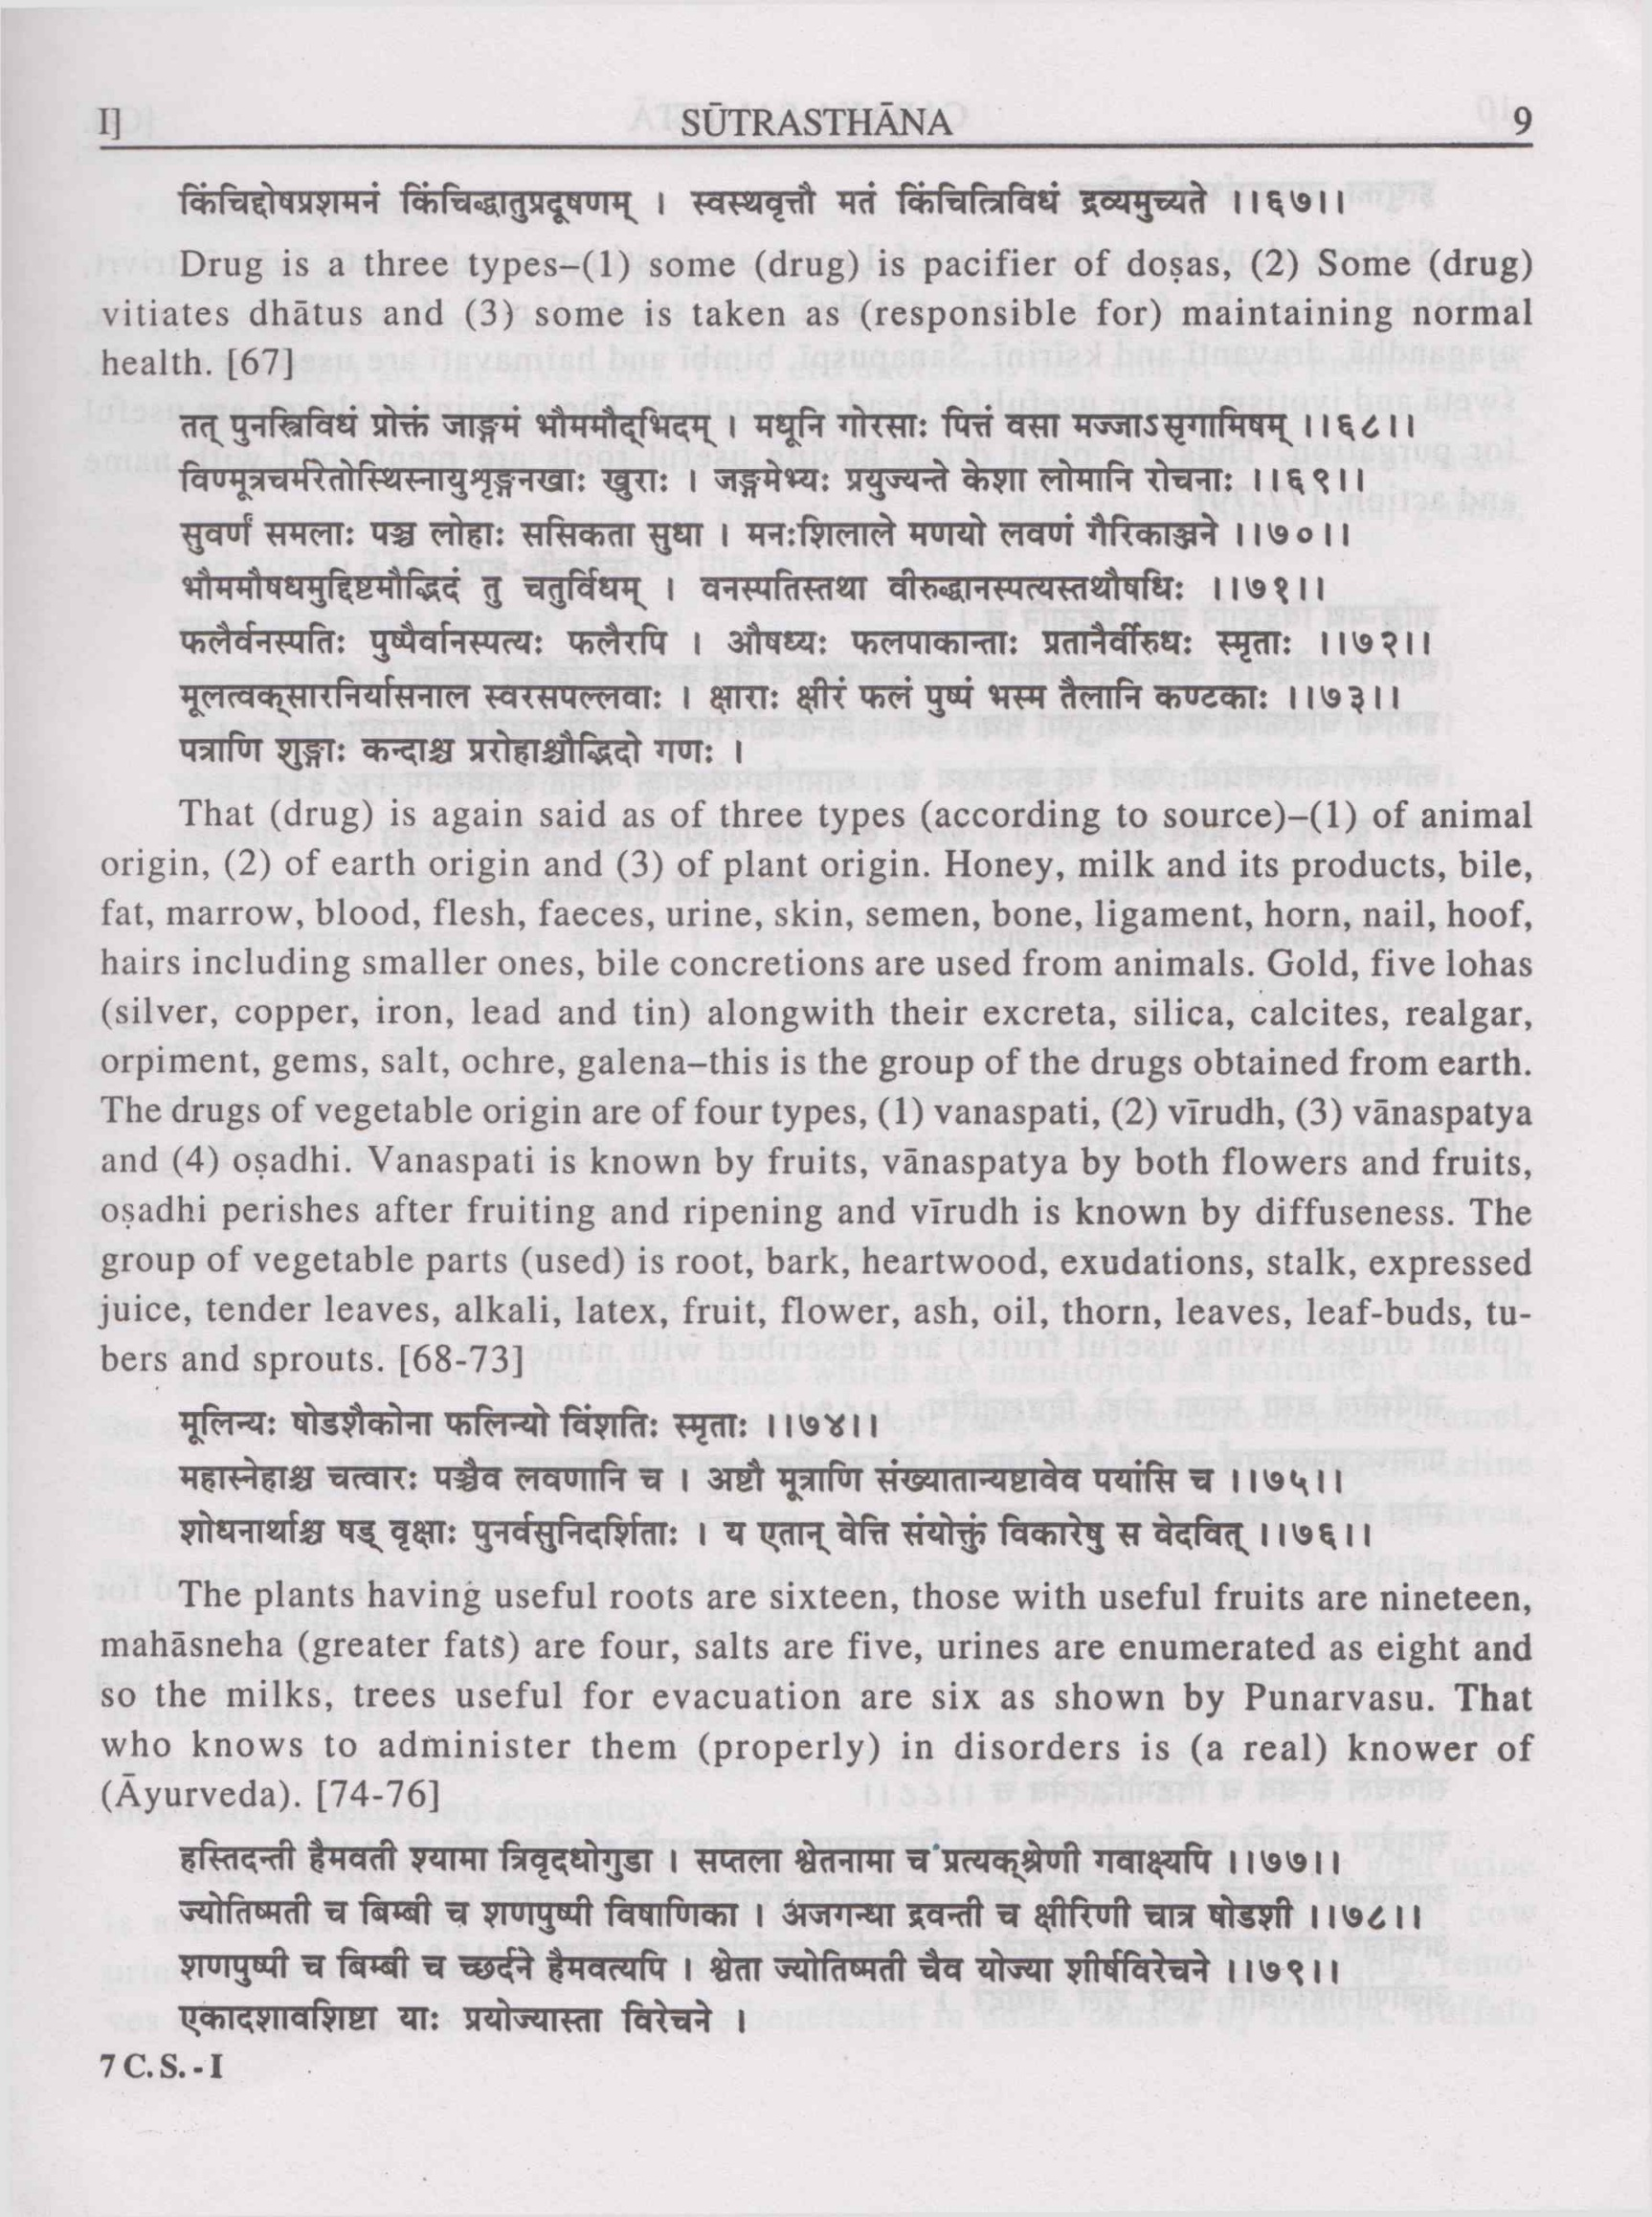 I] SŪTRASTHĀNA 9
किंचिद्दोषप्रशमनं किंचिद्धातुप्रदूषणम् । स्वस्थवृत्तौ मतं किंचित्त्रिविधं द्रव्यमुच्यते ।।६७।।
Drug is a three types–(1) some (drug) is pacifier of doṣas, (2) Some (drug)
vitiates dhātus and (3) some is taken as (responsible for) maintaining normal
health. [67]
तत् पुनस्त्रिविधं प्रोक्तं जाङ्गमं भौममौद्भिदम् । मधूनि गोरसाः पित्तं वसा मज्जाऽसृगामिषम् ।।६८।।
विण्मूत्रचर्मरेतोस्थिस्नायुशृङ्गनखाः खुराः । जङ्गमेभ्यः प्रयुज्यन्ते केशा लोमानि रोचनाः ।।६९।।
सुवर्णं समलाः पञ्च लोहाः ससिकता सुधा । मनःशिलाले मणयो लवणं गैरिकाञ्जने ।।७०।।
भौममौषधमुद्दिष्टमौद्भिदं तु चतुर्विधम् । वनस्पतिस्तथा वीरुद्धानस्पत्यस्तथौषधिः ।।७१।।
फलैर्वनस्पतिः पुष्पैर्वानस्पत्यः फलैरपि । औषध्यः फलपाकान्ताः प्रतानैर्वीरुधः स्मृताः ।।७२।।
मूलत्वक्सारनिर्यासनाल स्वरसपल्लवाः । क्षाराः क्षीरं फलं पुष्पं भस्म तैलानि कण्टकाः ।।७३।।
पत्राणि शुङ्गाः कन्दाश्च प्ररोहाश्चौद्भिदो गणः ।
That (drug) is again said as of three types (according to source)–(1) of animal
origin, (2) of earth origin and (3) of plant origin. Honey, milk and its products, bile,
fat, marrow, blood, flesh, faeces, urine, skin, semen, bone, ligament, horn, nail, hoof,
hairs including smaller ones, bile concretions are used from animals. Gold, five lohas
(silver, copper, iron, lead and tin) alongwith their excreta, silica, calcites, realgar,
orpiment, gems, salt, ochre, galena–this is the group of the drugs obtained from earth.
The drugs of vegetable origin are of four types, (1) vanaspati, (2) vīrudh, (3) vānaspatya
and (4) oṣadhi. Vanaspati is known by fruits, vānaspatya by both flowers and fruits,
oṣadhi perishes after fruiting and ripening and vīrudh is known by diffuseness. The
group of vegetable parts (used) is root, bark, heartwood, exudations, stalk, expressed
juice, tender leaves, alkali, latex, fruit, flower, ash, oil, thorn, leaves, leaf-buds, tu-
bers and sprouts. [68-73]
मूलिन्यः षोडशैकोना फलिन्यो विंशतिः स्मृताः ।।७४।।
महास्नेहाश्च चत्वारः पञ्चैव लवणानि च । अष्टौ मूत्राणि संख्यातान्यष्टावेव पयांसि च ।।७५।।
शोधनार्थाश्च षड् वृक्षाः पुनर्वसुनिदर्शिताः । य एतान् वेत्ति संयोक्तुं विकारेषु स वेदवित् ।।७६।।
The plants having useful roots are sixteen, those with useful fruits are nineteen,
mahāsneha (greater fats) are four, salts are five, urines are enumerated as eight and
so the milks, trees useful for evacuation are six as shown by Punarvasu. That
who knows to administer them (properly) in disorders is (a real) knower of
(Āyurveda). [74-76]
हस्तिदन्ती हैमवती श्यामा त्रिवृदधोगुडा । सप्तला श्वेतनामा च प्रत्यक्श्रेणी गवाक्ष्यपि ।।७७।।
ज्योतिष्मती च बिम्बी च शणपुष्पी विषाणिका । अजगन्धा द्रवन्ती च क्षीरिणी चात्र षोडशी ।।७८।।
शणपुष्पी च बिम्बी च च्छर्दने हैमवत्यपि । श्वेता ज्योतिष्मती चैव योज्या शीर्षविरेचने ।।७९।।
एकादशावशिष्टा याः प्रयोज्यास्ता विरेचने ।
7 C. S. - I